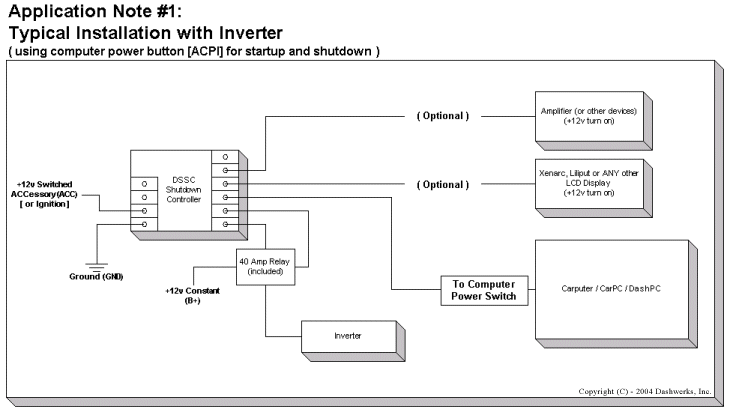 Application Note #1:
Typical Installation with Inverter
( using computer power button [ACPI] for startup and shutdown )
( Optional )
Amplifier (or other devices)
(+12v turn on)
DSSC
Shutdown
Controller
+12v Switched
ACCessory(ACC)
[ or Ignition]
( Optional )
Xenarc, Liliput or ANY other
LCD Display
(+12v turn on)
Ground (GND)
40 Amp Relay
(included)
+12v Constant
(B+)
To Computer
Power Switch
Carputer / CarPC / DashPC
Inverter
Copyright (C) - 2004 Dashwerks, Inc.